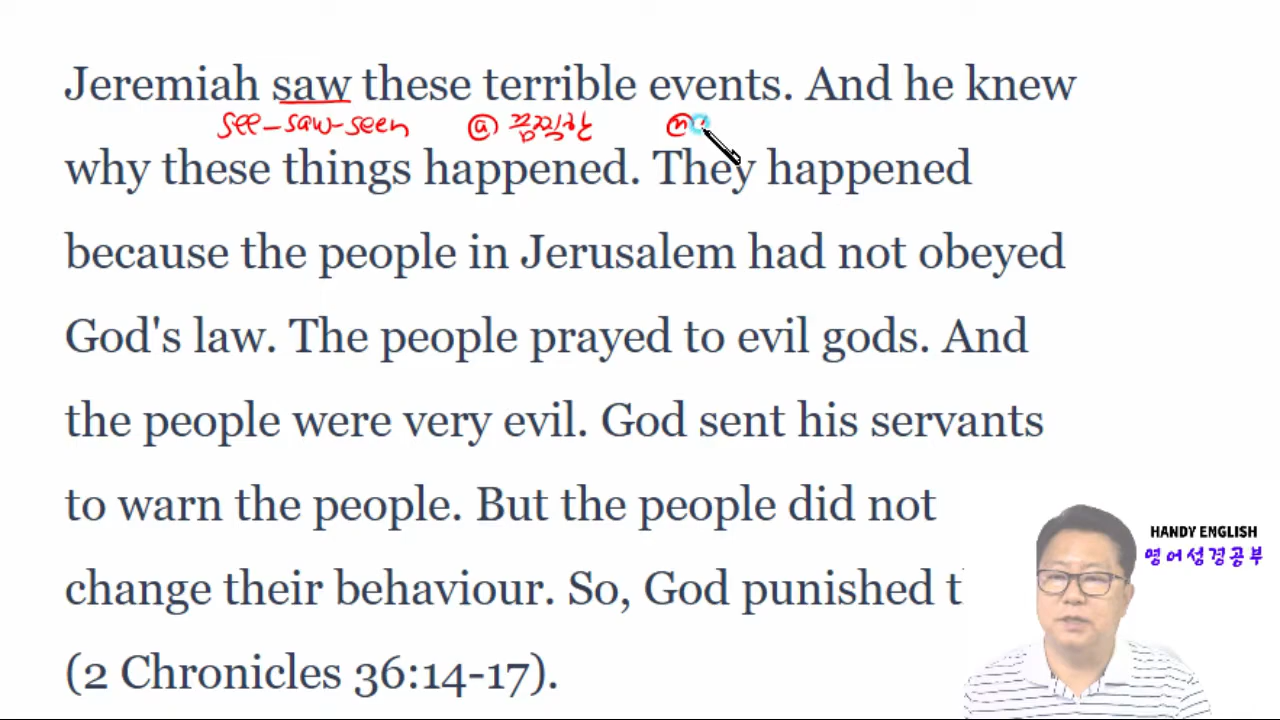 Jeremiah saw these terrible events. And he knew
see-saw-seen ⓐ 끔찍한 ⓝ
why these things happened. They happened
because the people in Jerusalem had not obeyed
God's law. The people prayed to evil gods. And
the people were very evil. God sent his servants
to warn the people. But the people did not
change their behaviour. So, God punished t
(2 Chronicles 36:14-17).
HANDY ENGLISH
영어성경공부